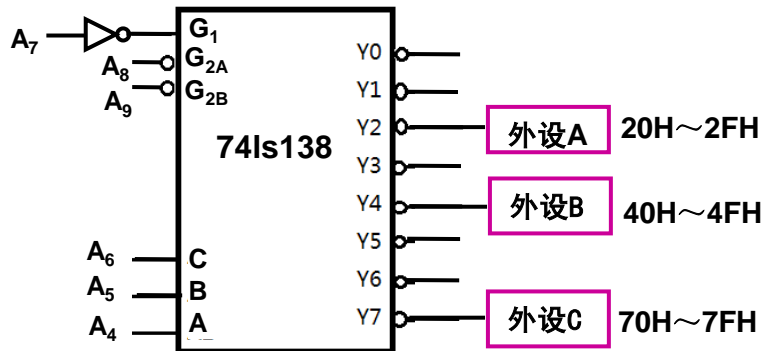 A7
G1
A8
G2A
A9
G2B
74ls138
A6
C
A5
B
A4
A
Y0
Y1
Y2
外设A
20H～2FH
Y3
Y4
外设B
40H～4FH
Y5
Y6
Y7
外设C
70H～7FH